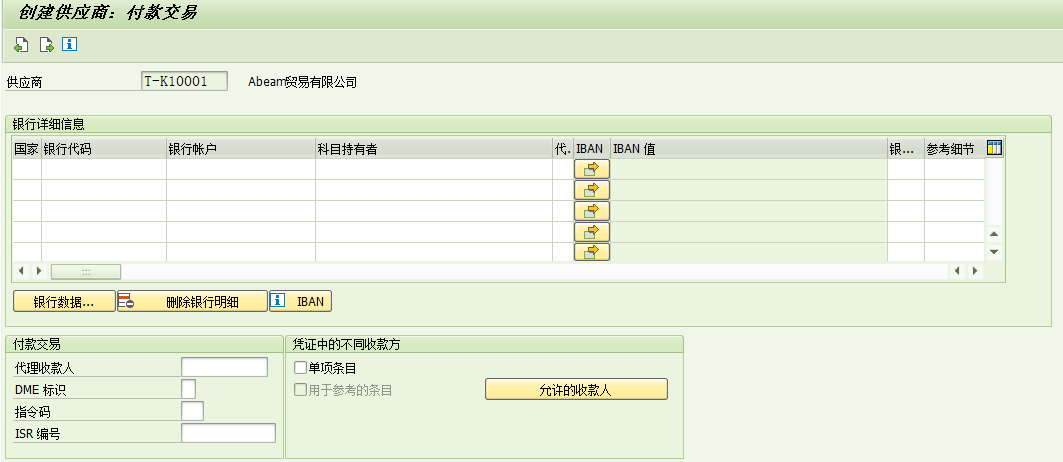 创建供应商：付款交易
供应商 T-K10001 Abeam贸易有限公司
银行详细信息
国家 银行代码 银行帐户 科目持有者 代. IBAN IBAN 值 银... 参考细节
银行数据... 删除银行明细 IBAN
付款交易 凭证中的不同收款方
代理收款人 单项条目
DME 标识 用于参考的条目 允许的收款人
指令码
ISR 编号